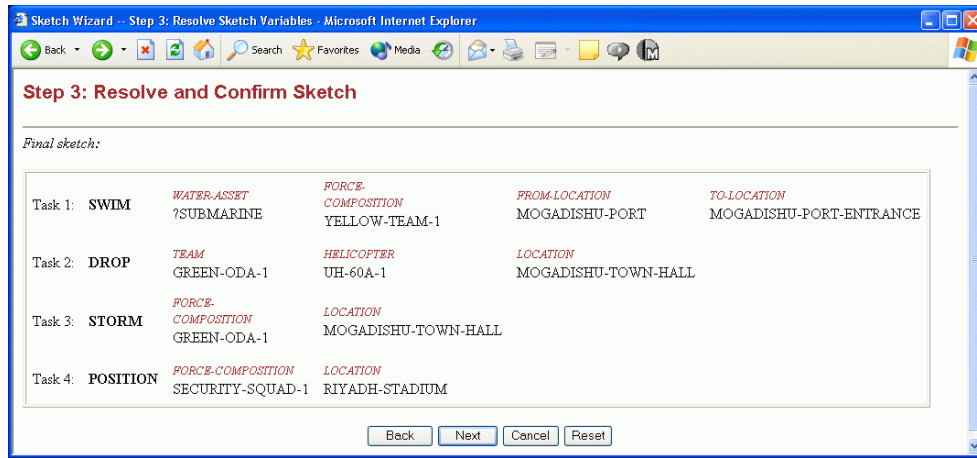 Sketch Wizard -- Step 3: Resolve Sketch Variables - Microsoft Internet Explorer
Back Search Favorites Media
Step 3: Resolve and Confirm Sketch
Final sketch:
Task 1: SWIM
WATER-ASSET
?SUBMARINE
FORCE-
COMPOSITION
YELLOW-TEAM-1
FROM-LOCATION
MOGADISHU-PORT
TO-LOCATION
MOGADISHU-PORT-ENTRANCE
Task 2: DROP
TEAM
GREEN-ODA-1
HELICOPTER
UH-60A-1
LOCATION
MOGADISHU-TOWN-HALL
Task 3: STORM
FORCE-
COMPOSITION
GREEN-ODA-1
LOCATION
MOGADISHU-TOWN-HALL
Task 4: POSITION
FORCE-COMPOSITION
SECURITY-SQUAD-1
LOCATION
RIYADH-STADIUM
Back Next Cancel Reset